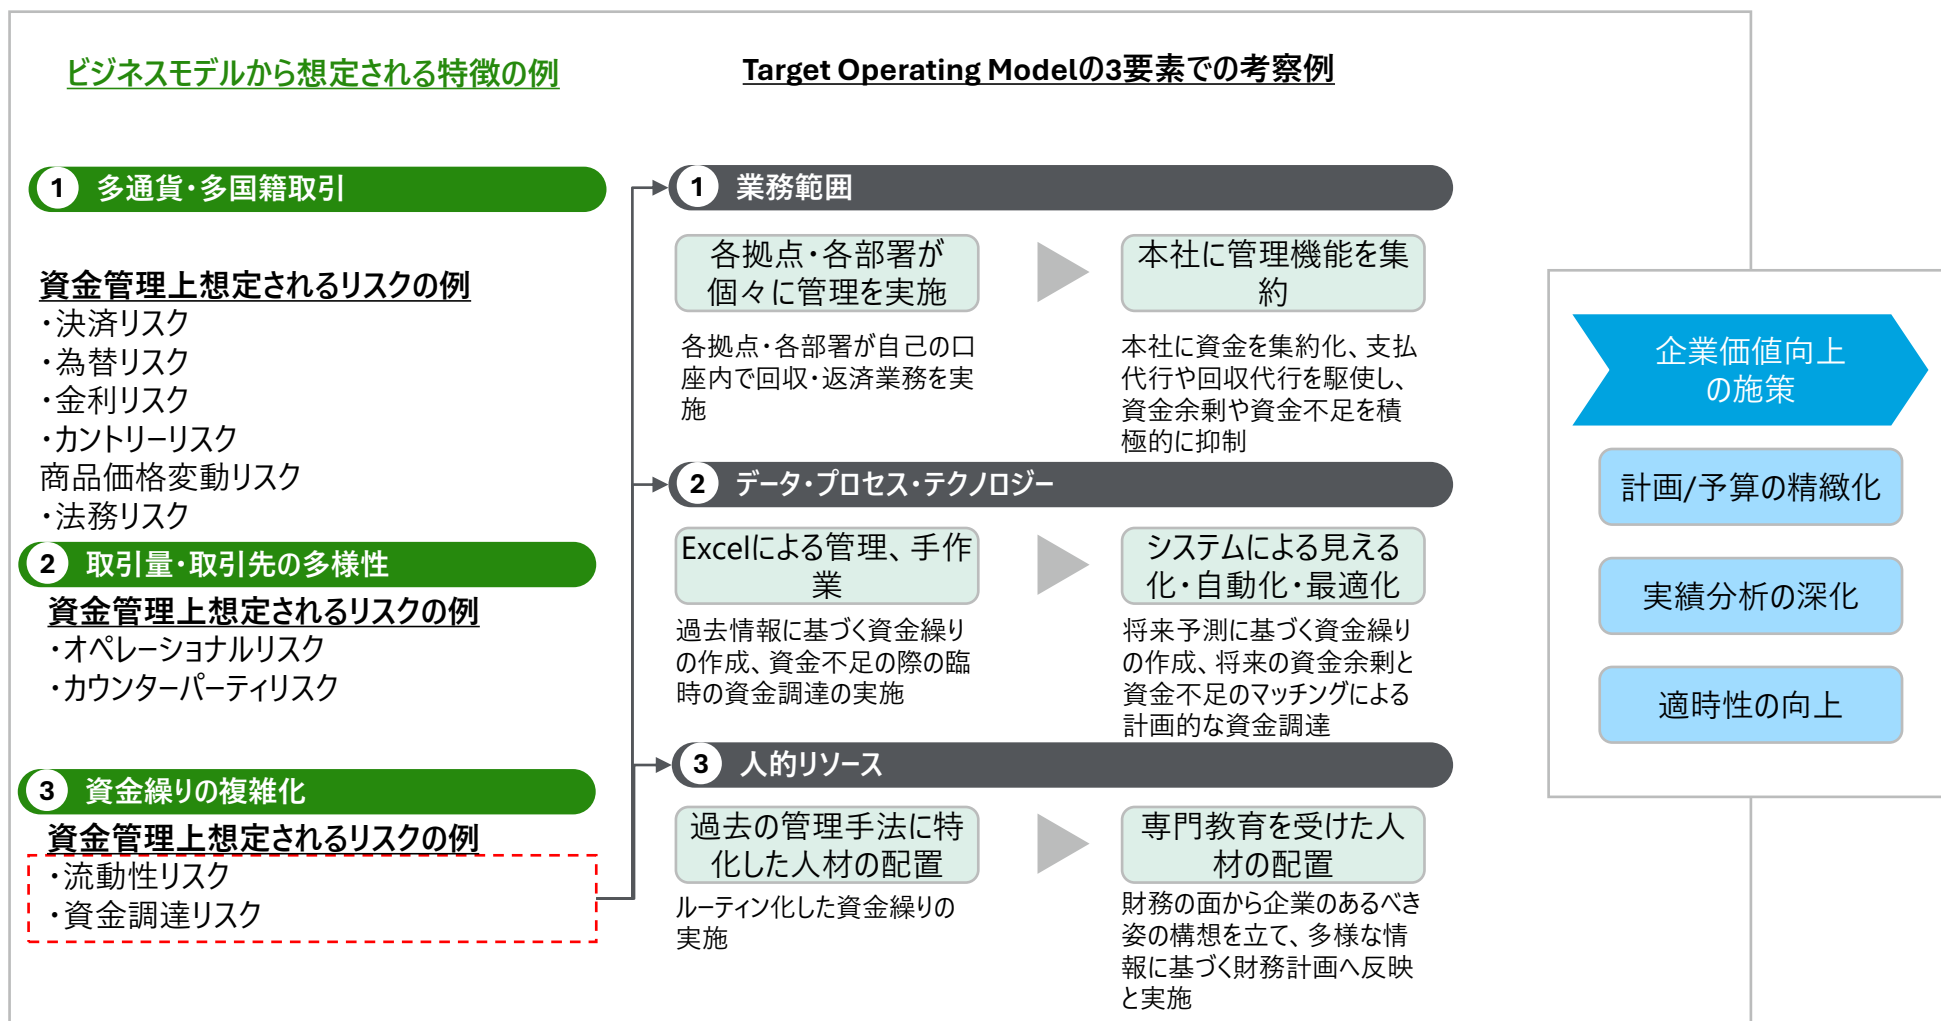 ビジネスモデルから想定される特徴の例
1 多通貨・多国籍取引
資金管理上想定されるリスクの例
・決済リスク
・為替リスク
・金利リスク
・カントリーリスク
商品価格変動リスク
・法務リスク
2 取引量・取引先の多様性
資金管理上想定されるリスクの例
・オペレーショナルリスク
・カウンターパーティリスク
3 資金繰りの複雑化
資金管理上想定されるリスクの例
・流動性リスク
・資金調達リスク
Target Operating Modelの3要素での考察例
1 業務範囲
各拠点・各部署が
個々に管理を実施
各拠点・各部署が自己の口
座内で回収・返済業務を実
施
本社に管理機能を集
約
本社に資金を集約化、支払
代行や回収代行を駆使し、
資金余剰や資金不足を積
極的に抑制
2 データ・プロセス・テクノロジー
Excelによる管理、手作
業
過去情報に基づく資金繰り
の作成、資金不足の際の臨
時の資金調達の実施
システムによる見える
化・自動化・最適化
将来予測に基づく資金繰り
の作成、将来の資金余剰と
資金不足のマッチングによる
計画的な資金調達
3 人的リソース
過去の管理手法に特
化した人材の配置
ルーティン化した資金繰りの
実施
専門教育を受けた人
材の配置
財務の面から企業のあるべき
姿の構想を立て、多様な情
報に基づく財務計画へ反映
と実施
企業価値向上
の施策
計画/予算の精緻化
実績分析の深化
適時性の向上